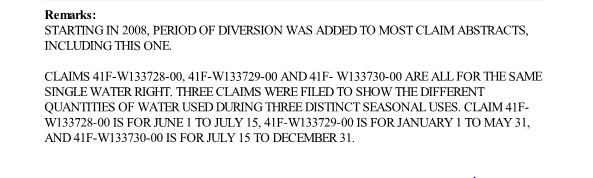 Remarks:
STARTING IN 2008, PERIOD OF DIVERSION WAS ADDED TO MOST CLAIM ABSTRACTS,
INCLUDING THIS ONE.
CLAIMS 41F-W133728-00, 41F-W133729-00 AND 41F- W133730-00 ARE ALL FOR THE SAME
SINGLE WATER RIGHT. THREE CLAIMS WERE FILED TO SHOW THE DIFFERENT
QUANTITIES OF WATER USED DURING THREE DISTINCT SEASONAL USES. CLAIM 41F-
W133728-00 IS FOR JUNE 1 TO JULY 15, 41F-W133729-00 IS FOR JANUARY 1 TO MAY 31,
AND 41F-W133730-00 IS FOR JULY 15 TO DECEMBER 31.